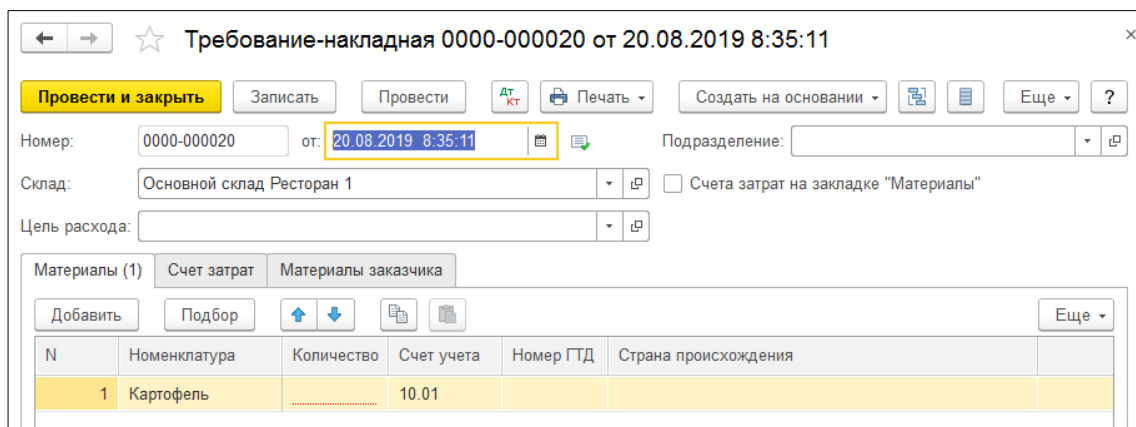 Требование-накладная 0000-000020 от 20.08.2019 8:35:11
Провести и закрыть Записать Провести Дт Кт Печать Создать на основании Еще ?
Номер: 0000-000020 от: 20.08.2019 8:35:11 Подразделение:
Склад: Основной склад Ресторан 1 Счета затрат на закладке "Материалы"
Цель расхода:
Материалы (1) Счет затрат Материалы заказчика
Добавить Подбор Еще
N Номенклатура Количество Счет учета Номер ГТД Страна происхождения
1 Картофель 10.01